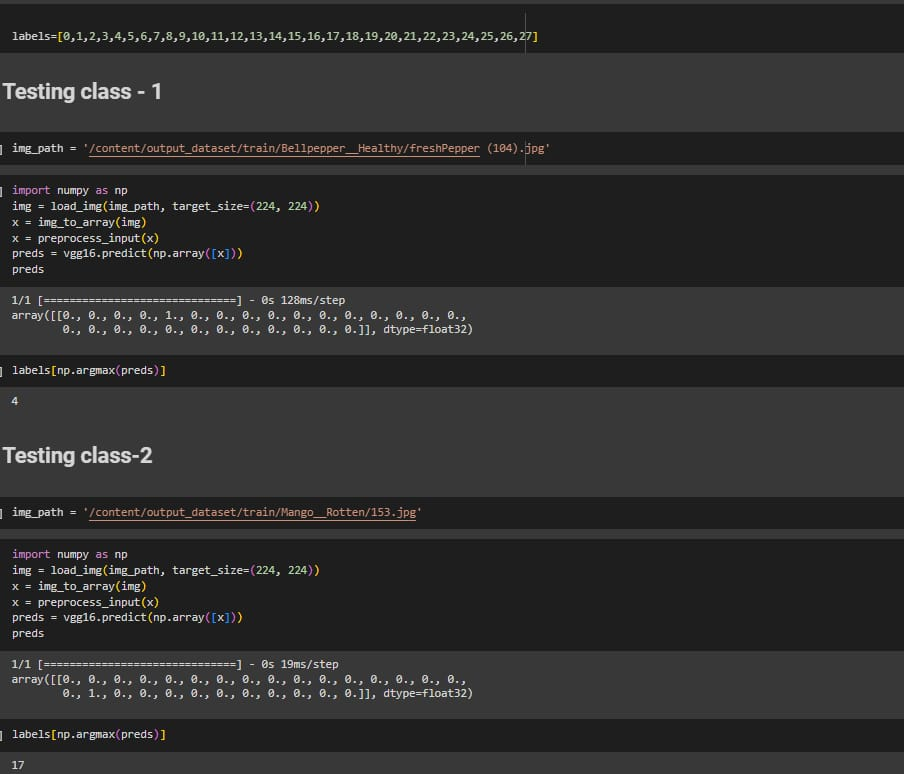 labels=[0,1,2,3,4,5,6,7,8,9,10,11,12,13,14,15,16,17,18,19,20,21,22,23,24,25,26,27]
Testing class - 1
img_path = '/content/output_dataset/train/Bellpepper__Healthy/freshPepper (104).jpg'
import numpy as np
img = load_img(img_path, target_size=(224, 224))
x = img_to_array(img)
x = preprocess_input(x)
preds = vgg16.predict(np.array([x]))
preds
1/1 [==============================] - 0s 128ms/step
array([[0., 0., 0., 0., 1., 0., 0., 0., 0., 0., 0., 0., 0., 0., 0., 0.,
0., 0., 0., 0., 0., 0., 0., 0., 0., 0., 0., 0.]], dtype=float32)
labels[np.argmax(preds)]
4
Testing class-2
img_path = '/content/output_dataset/train/Mango__Rotten/153.jpg'
import numpy as np
img = load_img(img_path, target_size=(224, 224))
x = img_to_array(img)
x = preprocess_input(x)
preds = vgg16.predict(np.array([x]))
preds
1/1 [==============================] - 0s 19ms/step
array([[0., 0., 0., 0., 0., 0., 0., 0., 0., 0., 0., 0., 0., 0., 0., 0.,
0., 1., 0., 0., 0., 0., 0., 0., 0., 0., 0., 0.]], dtype=float32)
labels[np.argmax(preds)]
17